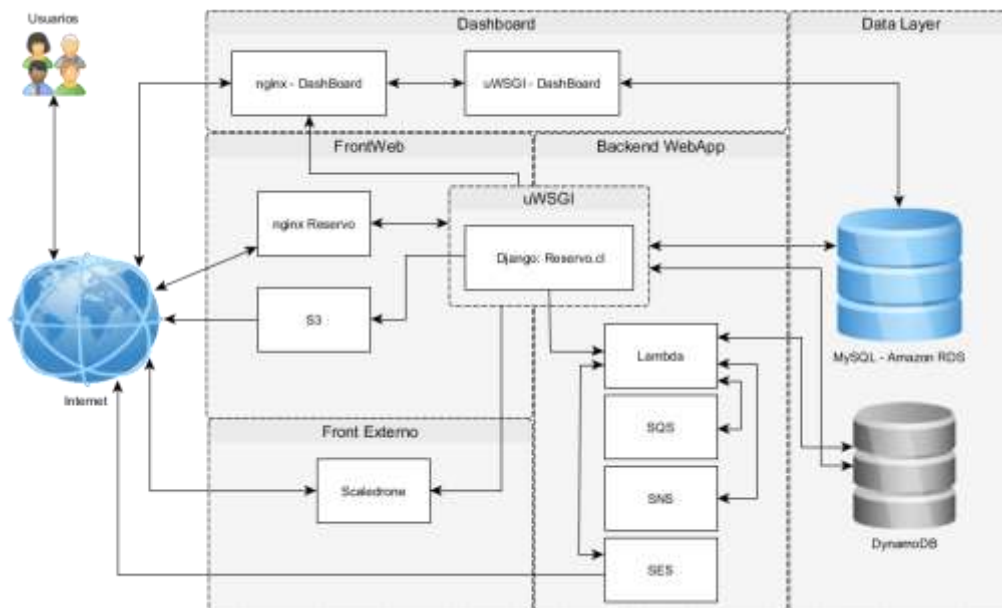 Usuarios
Dashboard
Data Layer
nginx - DashBoard
uWSGI - DashBoard
FrontWeb
Backend WebApp
uWSGI
nginx Reservo
Django: Reservo.cl
S3
Lambda
MySQL - Amazon RDS
Internet
SQS
Front Externo
Scaledrone
SNS
DynamoDB
SES